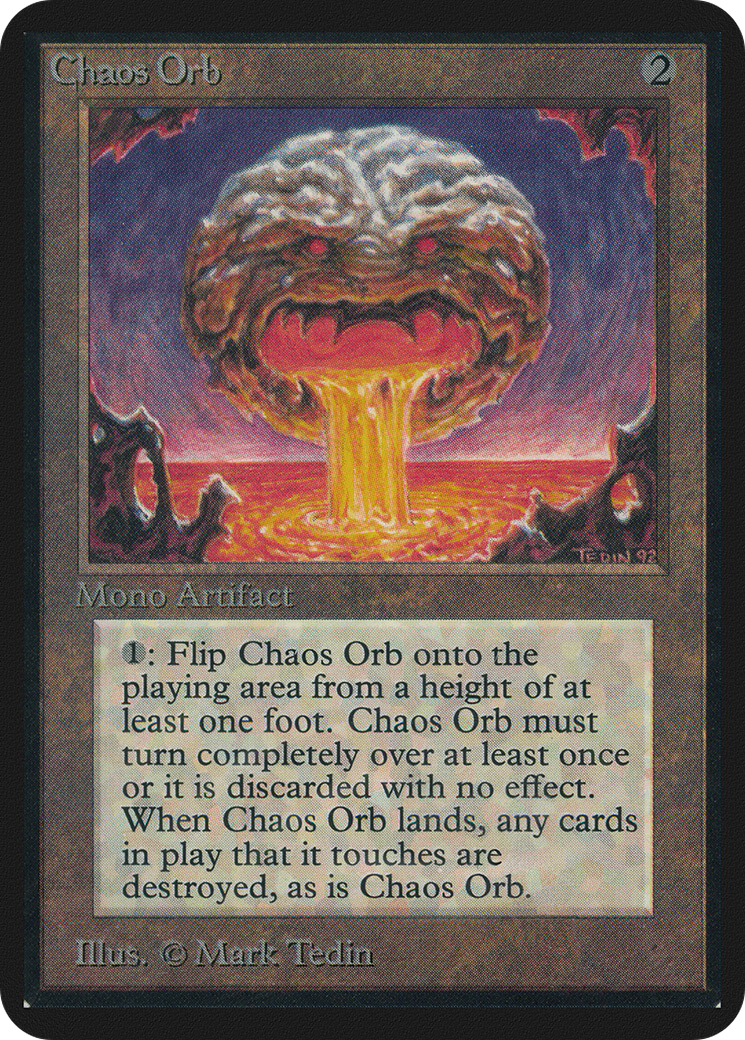 Chaos Orb 2
TEDIN 92
Mono Artifact
1: Flip Chaos Orb onto the
playing area from a height of at
least one foot. Chaos Orb must
turn completely over at least once
or it is discarded with no effect.
When Chaos Orb lands, any cards
in play that it touches are
destroyed, as is Chaos Orb.
Illus. © Mark Tedin